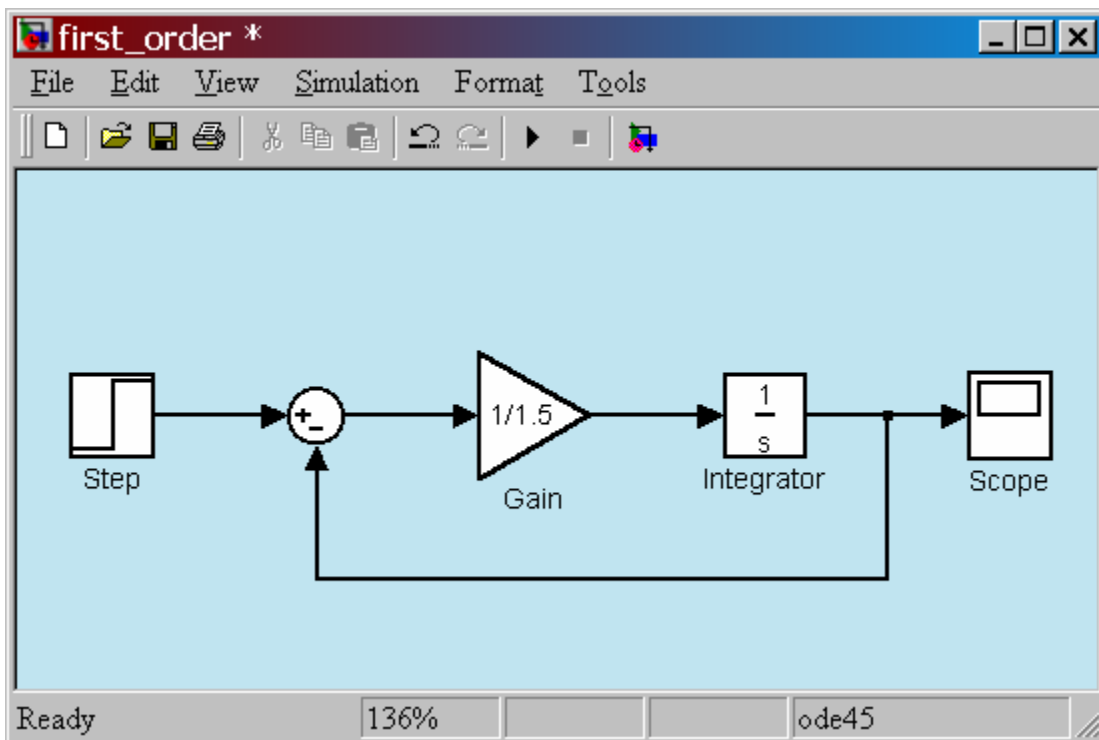 first_order *
File Edit View Simulation Format Tools
+
−
1/1.5
1
s
Step
Gain
Integrator
Scope
Ready 136% ode45